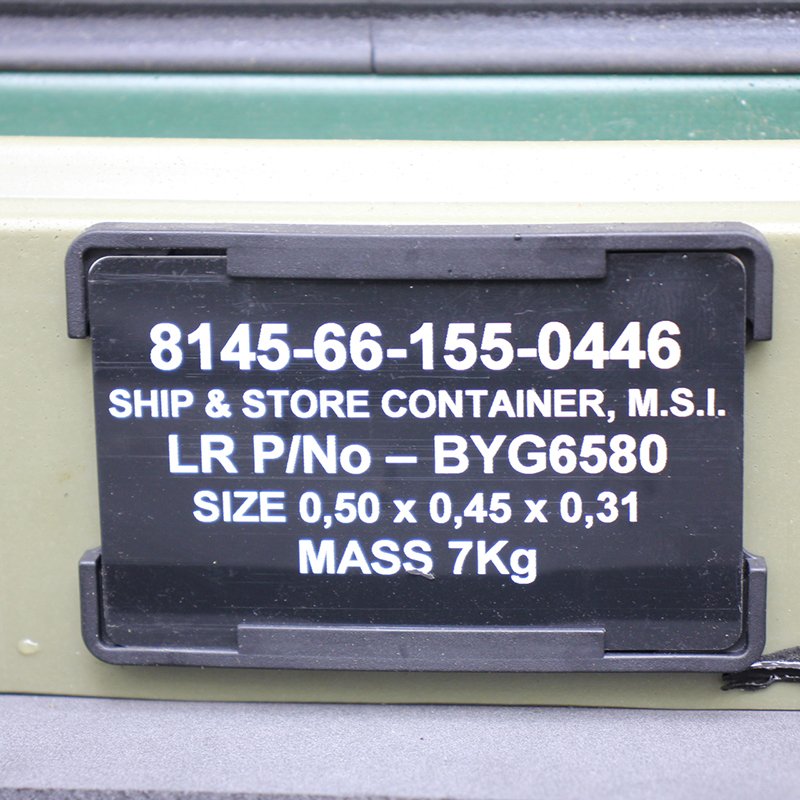 8145-66-155-0446
SHIP & STORE CONTAINER, M.S.I.
LR P/No – BYG6580
SIZE 0,50 x 0,45 x 0,31
MASS 7Kg